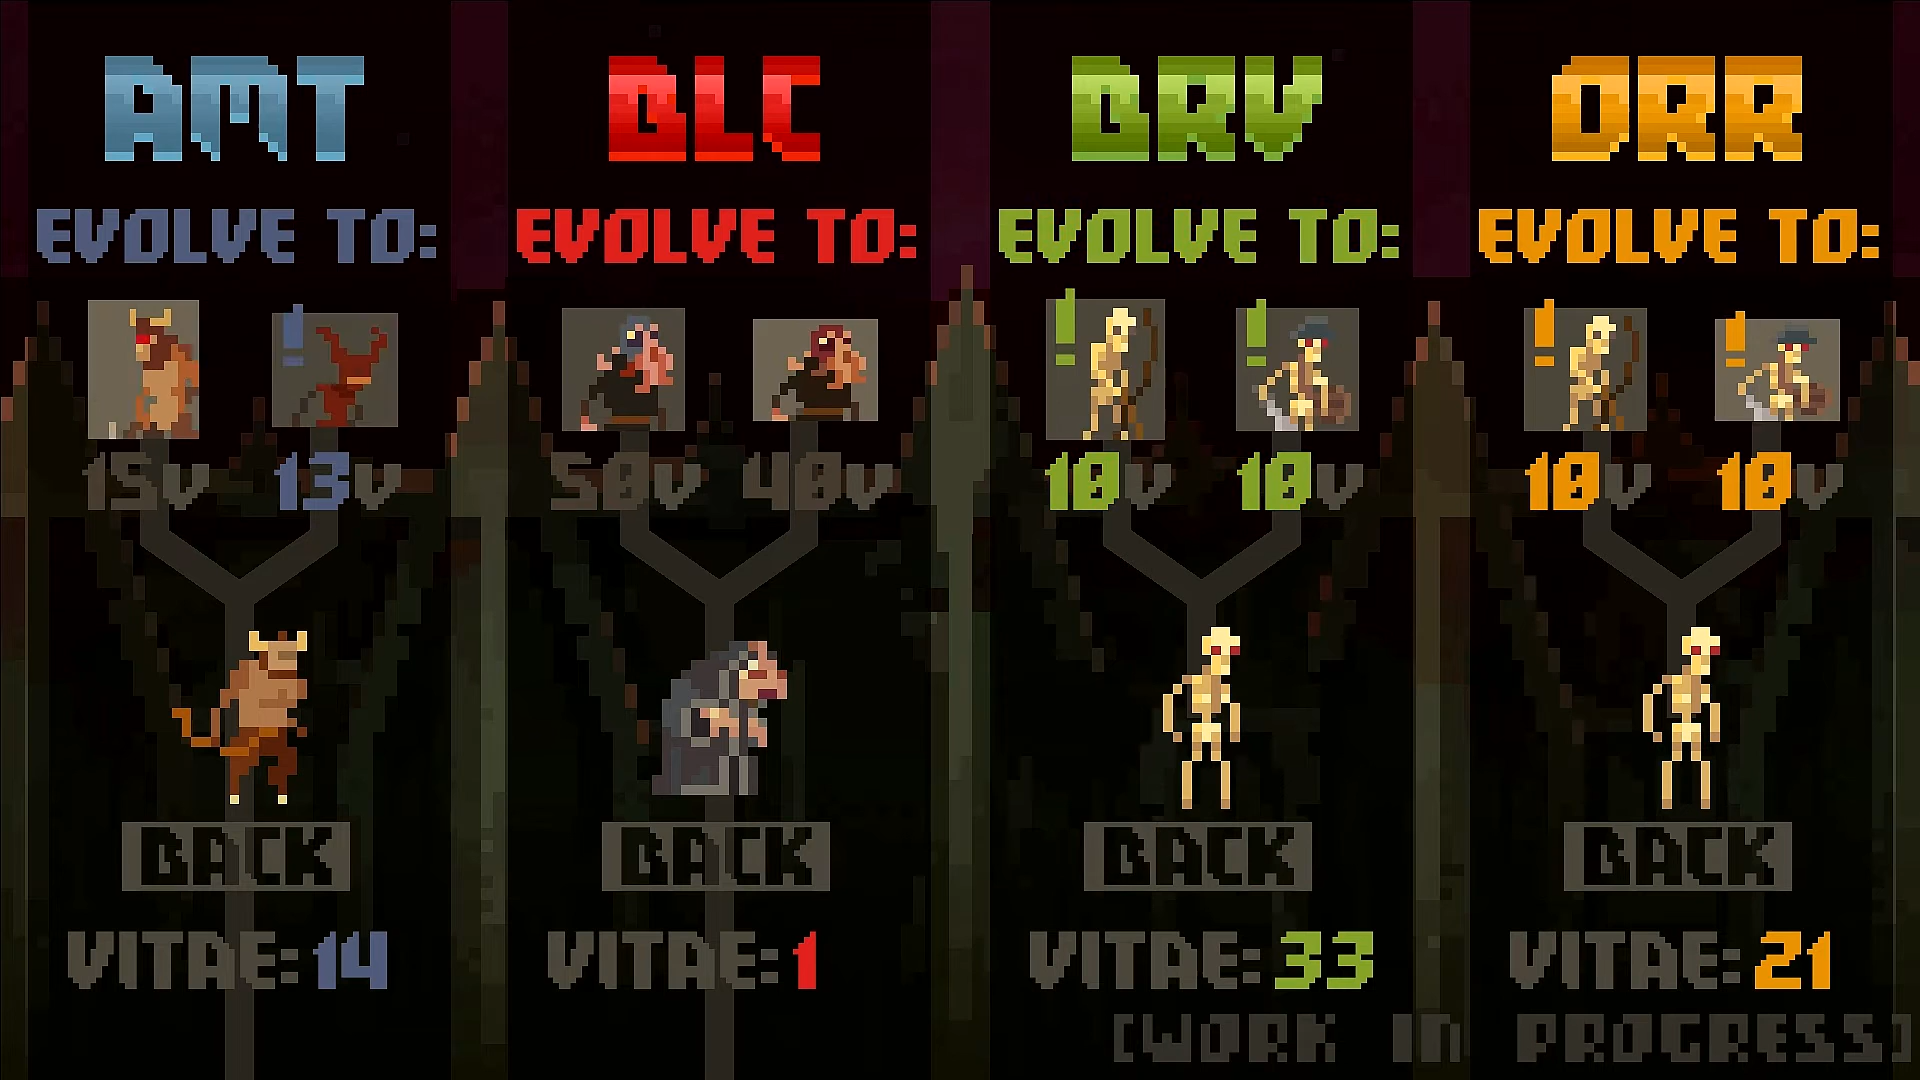 AMT BLC BRV ORR
EVOLVE TO: EVOLVE TO: EVOLVE TO: EVOLVE TO:
! ! ! ! !
15V 13V 50V 40V 10V 10V 10V 10V
BACK BACK BACK BACK
VITAE:14 VITAE:1 VITAE:33 VITAE:21
[WORK IN PROGRESS]